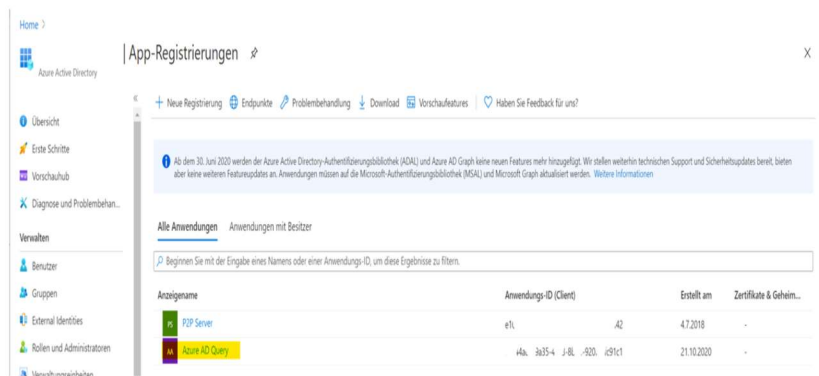 Home >
| App-Registrierungen
Azure Active Directory
«
Neue Registrierung Endpunkte Problembehandlung Download Vorschaufeatures Haben Sie Feedback für uns?
Übersicht
Erste Schritte
Vorschauhub
Diagnose und Problembehan...
Verwalten
Benutzer
Gruppen
External Identities
Rollen und Administratoren
Verwaltungseinheiten
Ab dem 30. Juni 2020 werden der Azure Active Directory-Authentifizierungsbibliothek (ADAL) und Azure AD Graph keine neuen Features mehr hinzugefügt. Wir stellen weiterhin technischen Support und Sicherheitsupdates bereit, bieten
aber keine weiteren Featureupdates an. Anwendungen müssen auf die Microsoft-Authentifizierungsbibliothek (MSAL) und Microsoft Graph aktualisiert werden. Weitere Informationen
Alle Anwendungen Anwendungen mit Besitzer
Beginnen Sie mit der Eingabe eines Namens oder einer Anwendungs-ID, um diese Ergebnisse zu filtern.
Anzeigename Anwendungs-ID (Client) Erstellt am Zertifikate & Geheim...
PS P2P Server 4.7.2018 -
AA Azure AD Query 21.10.2020 -